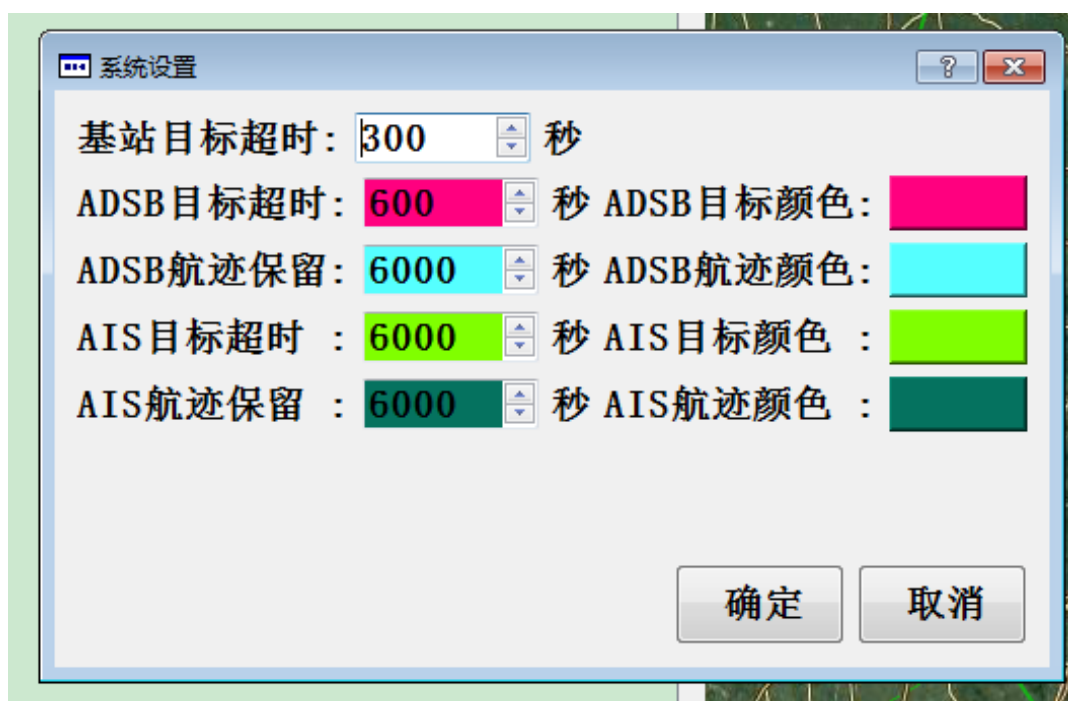 系统设置
基站目标超时: 300 秒
ADSB目标超时: 600 秒 ADSB目标颜色:
ADSB航迹保留: 6000 秒 ADSB航迹颜色:
AIS目标超时 : 6000 秒 AIS目标颜色 :
AIS航迹保留 : 6000 秒 AIS航迹颜色 :
确定 取消